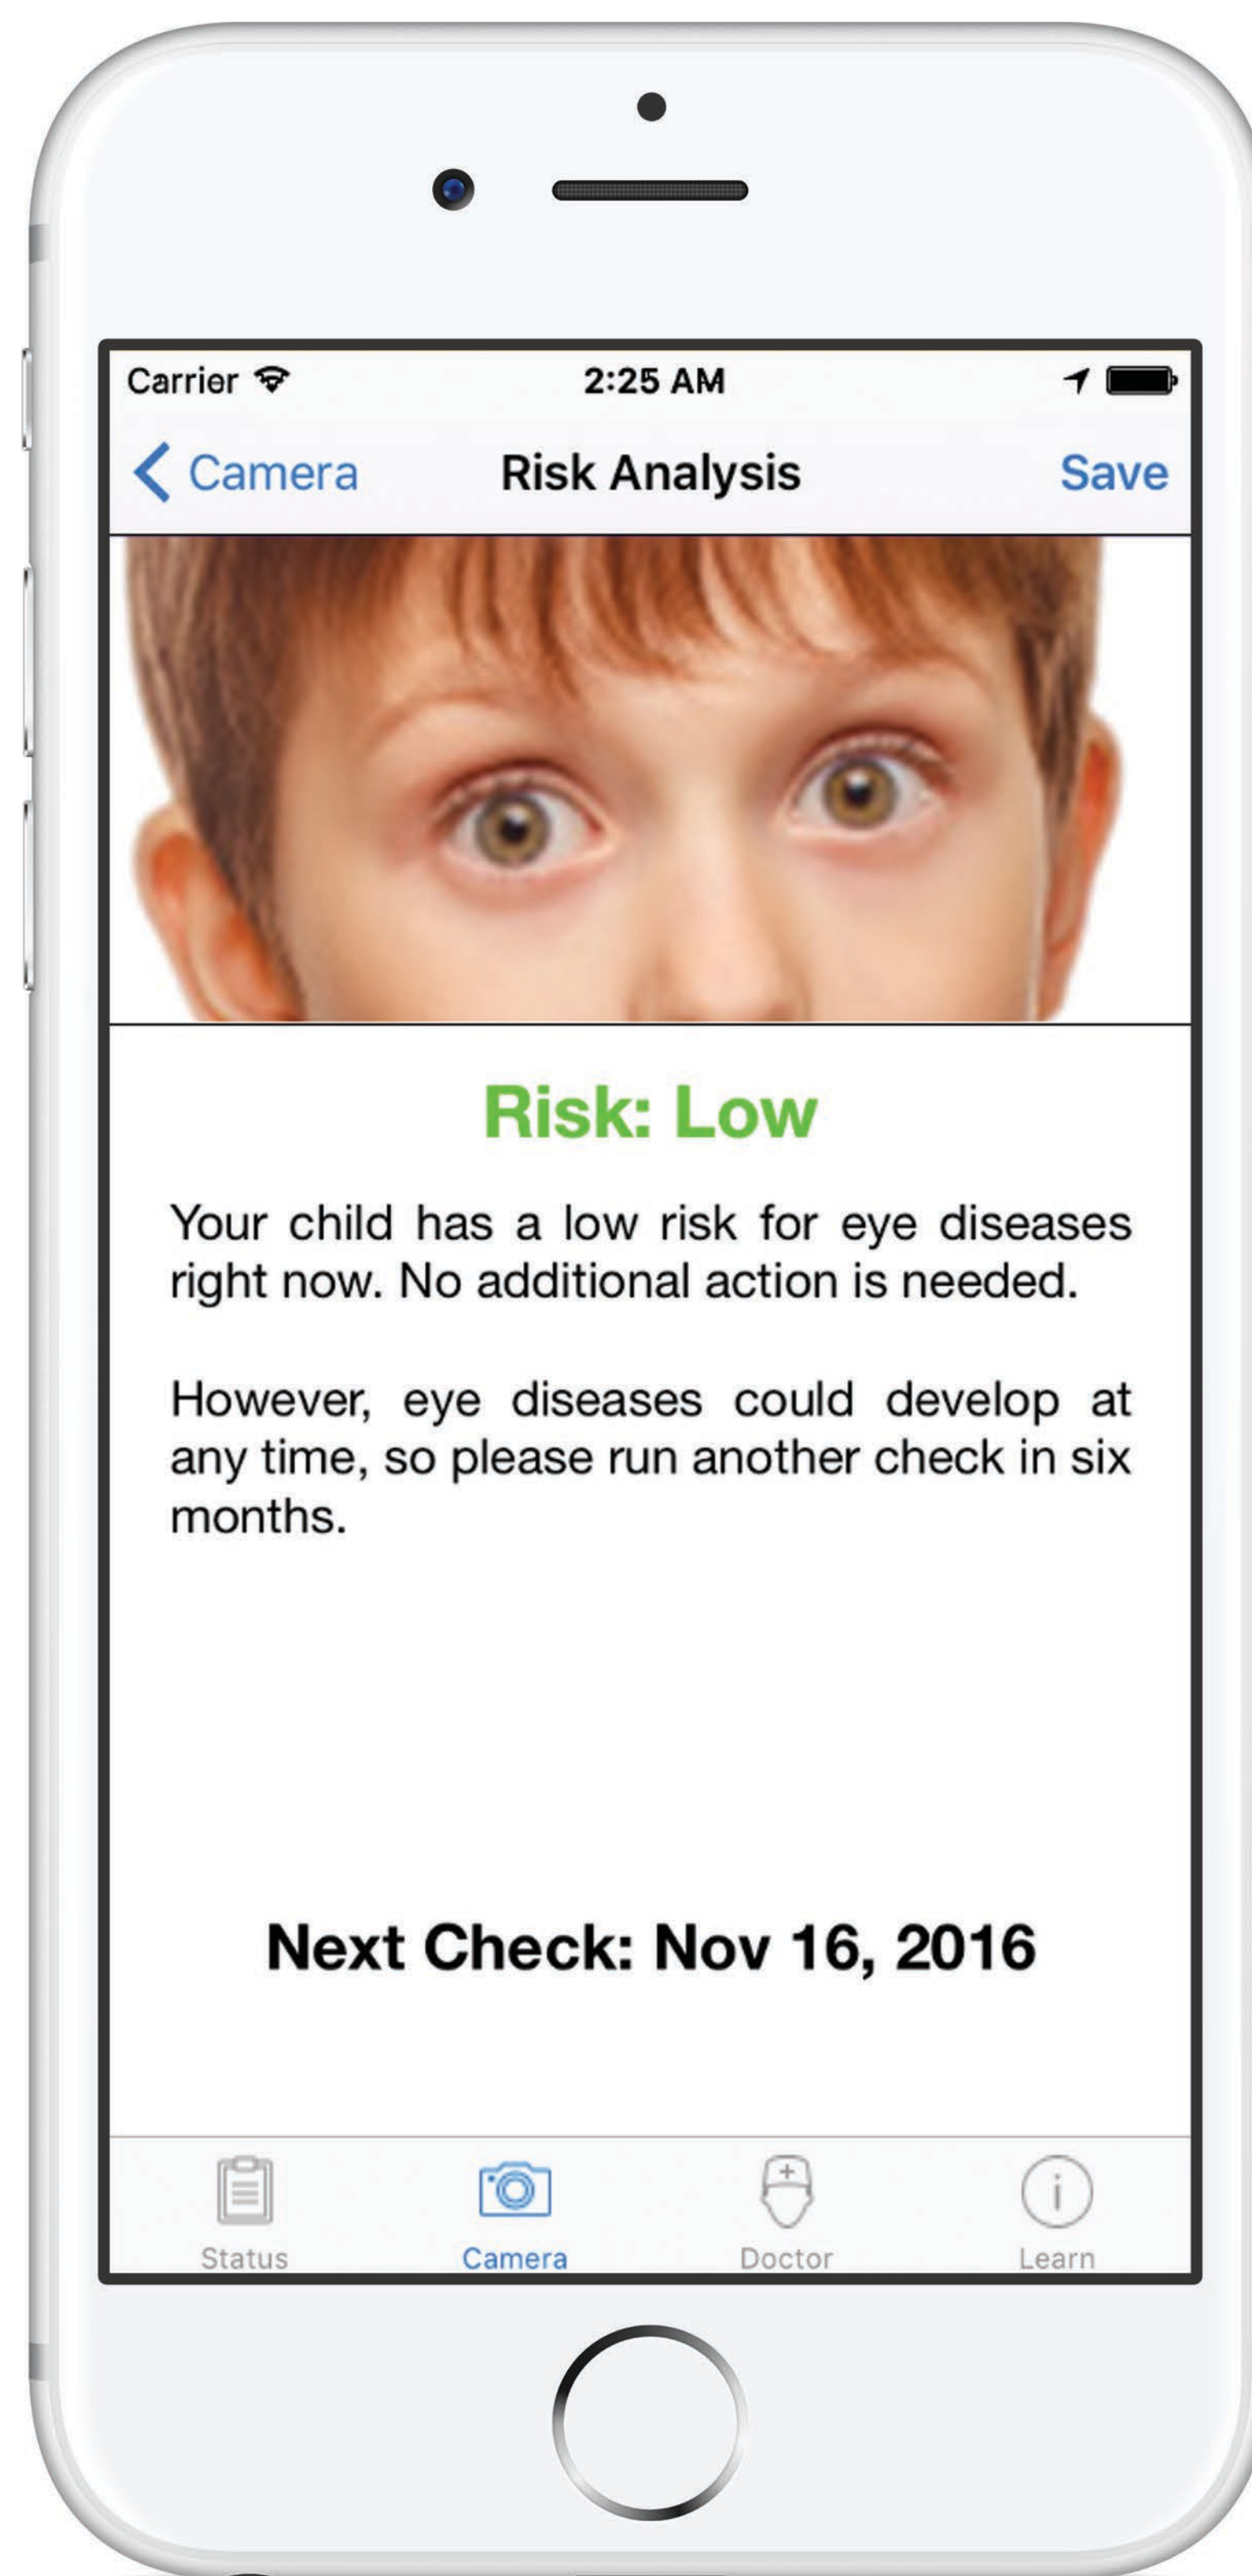 Carrier
2:25 AM
Camera
Risk Analysis
Save
Risk: Low
Your child has a low risk for eye diseases
right now. No additional action is needed.
However, eye diseases could develop at
any time, so please run another check in six
months.
Next Check: Nov 16, 2016
Status
Camera
Doctor
Learn